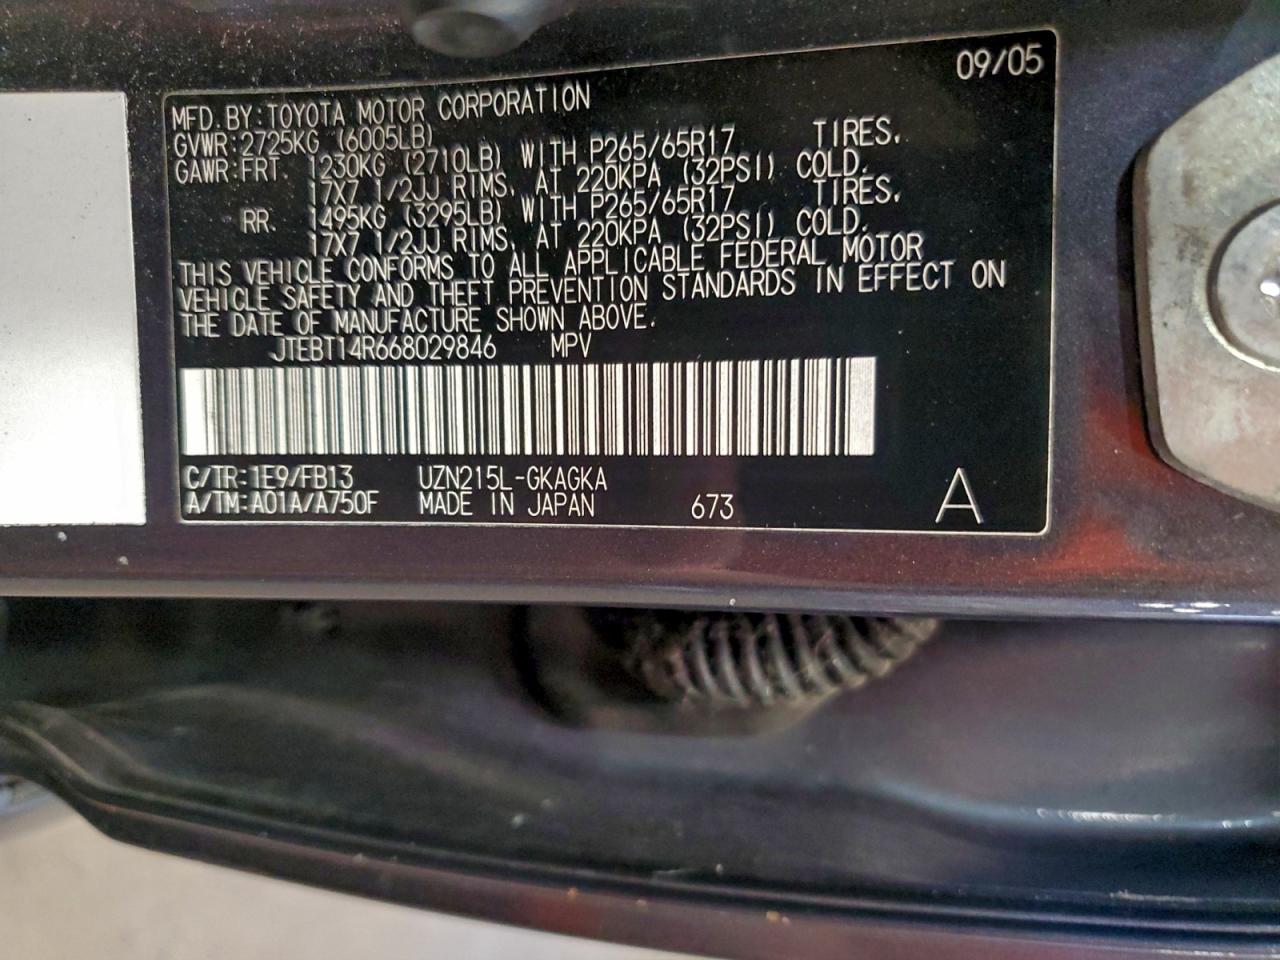 09/05
MFD.BY:TOYOTA MOTOR CORPORATION
GVWR:2725KG (6005LB)
GAWR:FRT. 1230KG (2710LB) WITH P265/65R17 TIRES,
17X7 1/2JJ RIMS, AT 220KPA (32PSI) COLD.
RR. 1495KG (3295LB) WITH P265/65R17 TIRES,
17X7 1/2JJ RIMS, AT 220KPA (32PSI) COLD.
THIS VEHICLE CONFORMS TO ALL APPLICABLE FEDERAL MOTOR
VEHICLE SAFETY AND THEFT PREVENTION STANDARDS IN EFFECT ON
THE DATE OF MANUFACTURE SHOWN ABOVE.
JTEBT14R668029846 MPV
C/TR:1E9/FB13 UZN215L-GKAGKA
A/TM:A01A/A750F MADE IN JAPAN 673 A